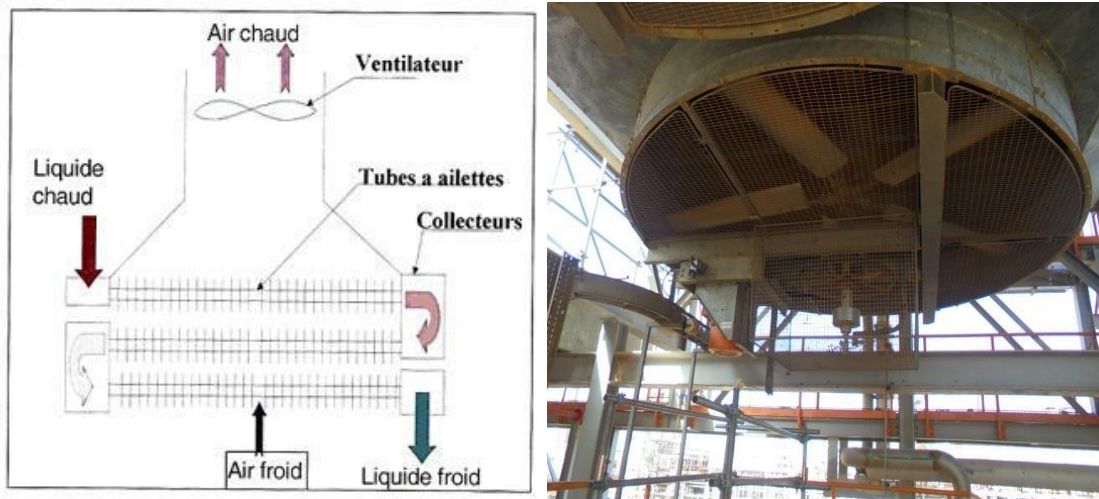 Air chaud
Ventilateur
Liquide
chaud
Tubes a ailettes
Collecteurs
Air froid
Liquide froid